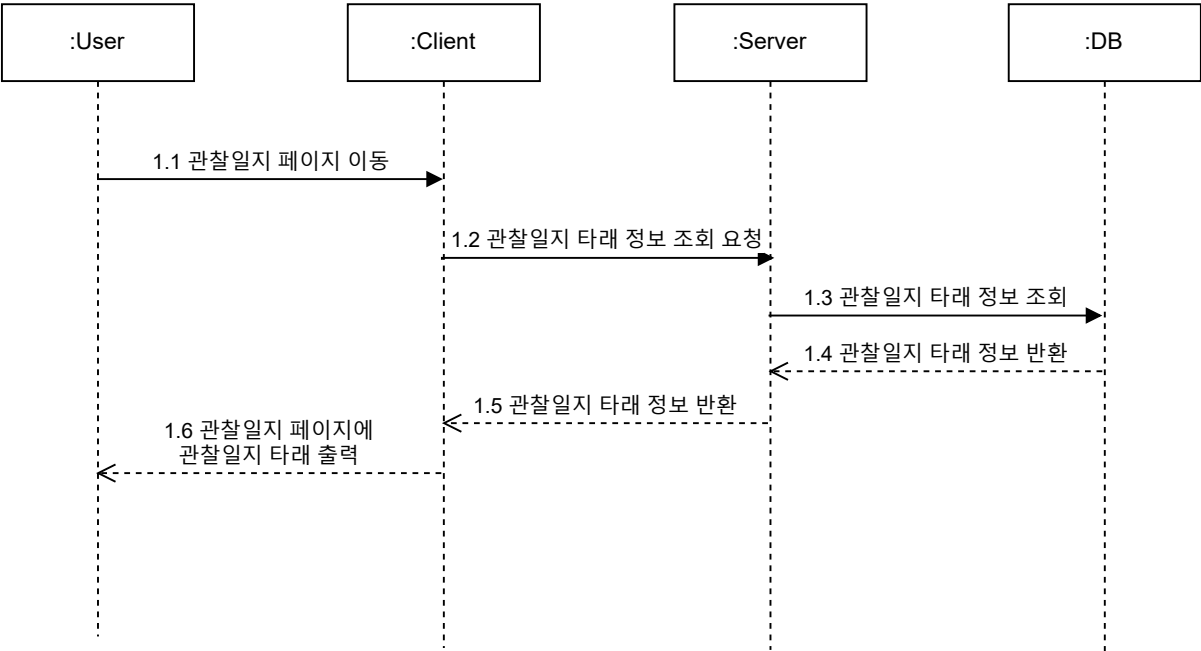 :User
:Client
:Server
:DB
1.1 관찰일지 페이지 이동
1.2 관찰일지 타래 정보 조회 요청
1.3 관찰일지 타래 정보 조회
1.4 관찰일지 타래 정보 반환
1.5 관찰일지 타래 정보 반환
1.6 관찰일지 페이지에
관찰일지 타래 출력